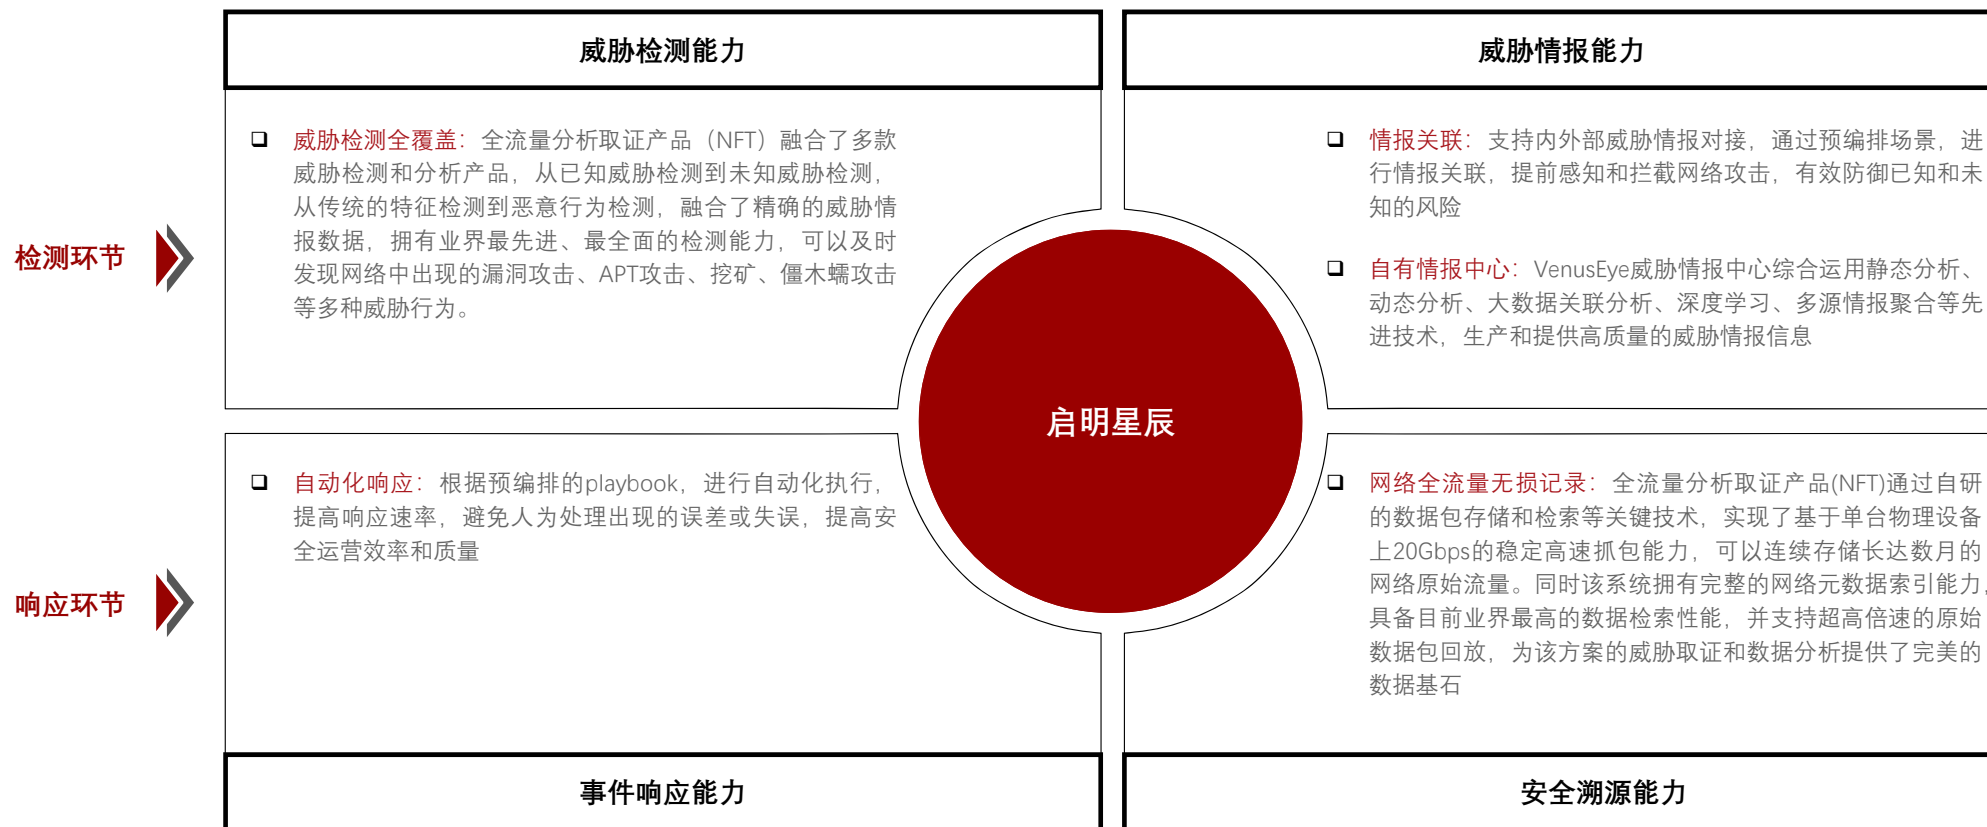 威胁检测能力
威胁情报能力
检测环节
威胁检测全覆盖：全流量分析取证产品（NFT）融合了多款
威胁检测和分析产品，从已知威胁检测到未知威胁检测，
从传统的特征检测到恶意行为检测，融合了精确的威胁情
报数据，拥有业界最先进、最全面的检测能力，可以及时
发现网络中出现的漏洞攻击、APT攻击、挖矿、僵木蠕攻击
等多种威胁行为。
情报关联：支持内外部威胁情报对接，通过预编排场景，进
行情报关联，提前感知和拦截网络攻击，有效防御已知和未
知的风险
自有情报中心：VenusEye威胁情报中心综合运用静态分析、
动态分析、大数据关联分析、深度学习、多源情报聚合等先
进技术，生产和提供高质量的威胁情报信息
启明星辰
响应环节
自动化响应：根据预编排的playbook，进行自动化执行，
提高响应速率，避免人为处理出现的误差或失误，提高安
全运营效率和质量
网络全流量无损记录：全流量分析取证产品(NFT)通过自研
的数据包存储和检索等关键技术，实现了基于单台物理设备
上20Gbps的稳定高速抓包能力，可以连续存储长达数月的
网络原始流量。同时该系统拥有完整的网络元数据索引能力，
具备目前业界最高的数据检索性能，并支持超高倍速的原始
数据包回放，为该方案的威胁取证和数据分析提供了完美的
数据基石
事件响应能力
安全溯源能力